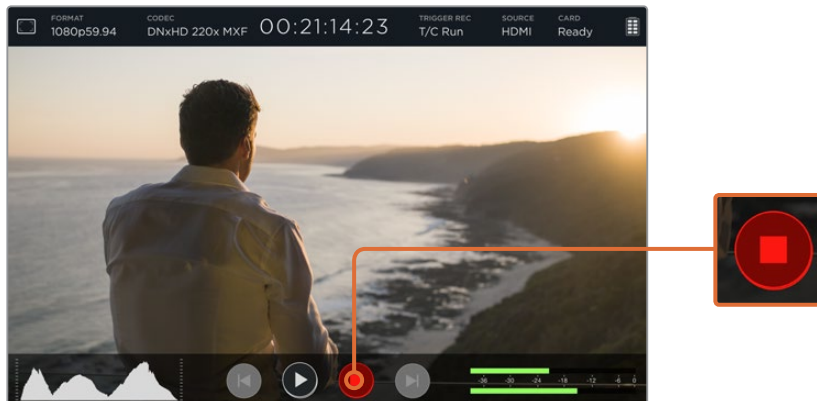 FORMAT
1080p59.94
CODEC
DNxHD 220x MXF
00:21:14:23
TRIGGER REC
T/C Run
SOURCE
HDMI
CARD
Ready
-36 -30 -24 -18 -12 -6 0